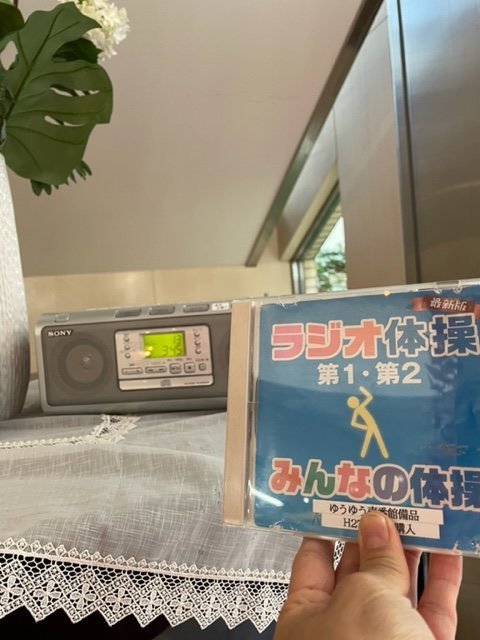 SONY
最新版
ラジオ体操
第1・第2
みんなの体操
ゆうゆう 館備品
H2 購入